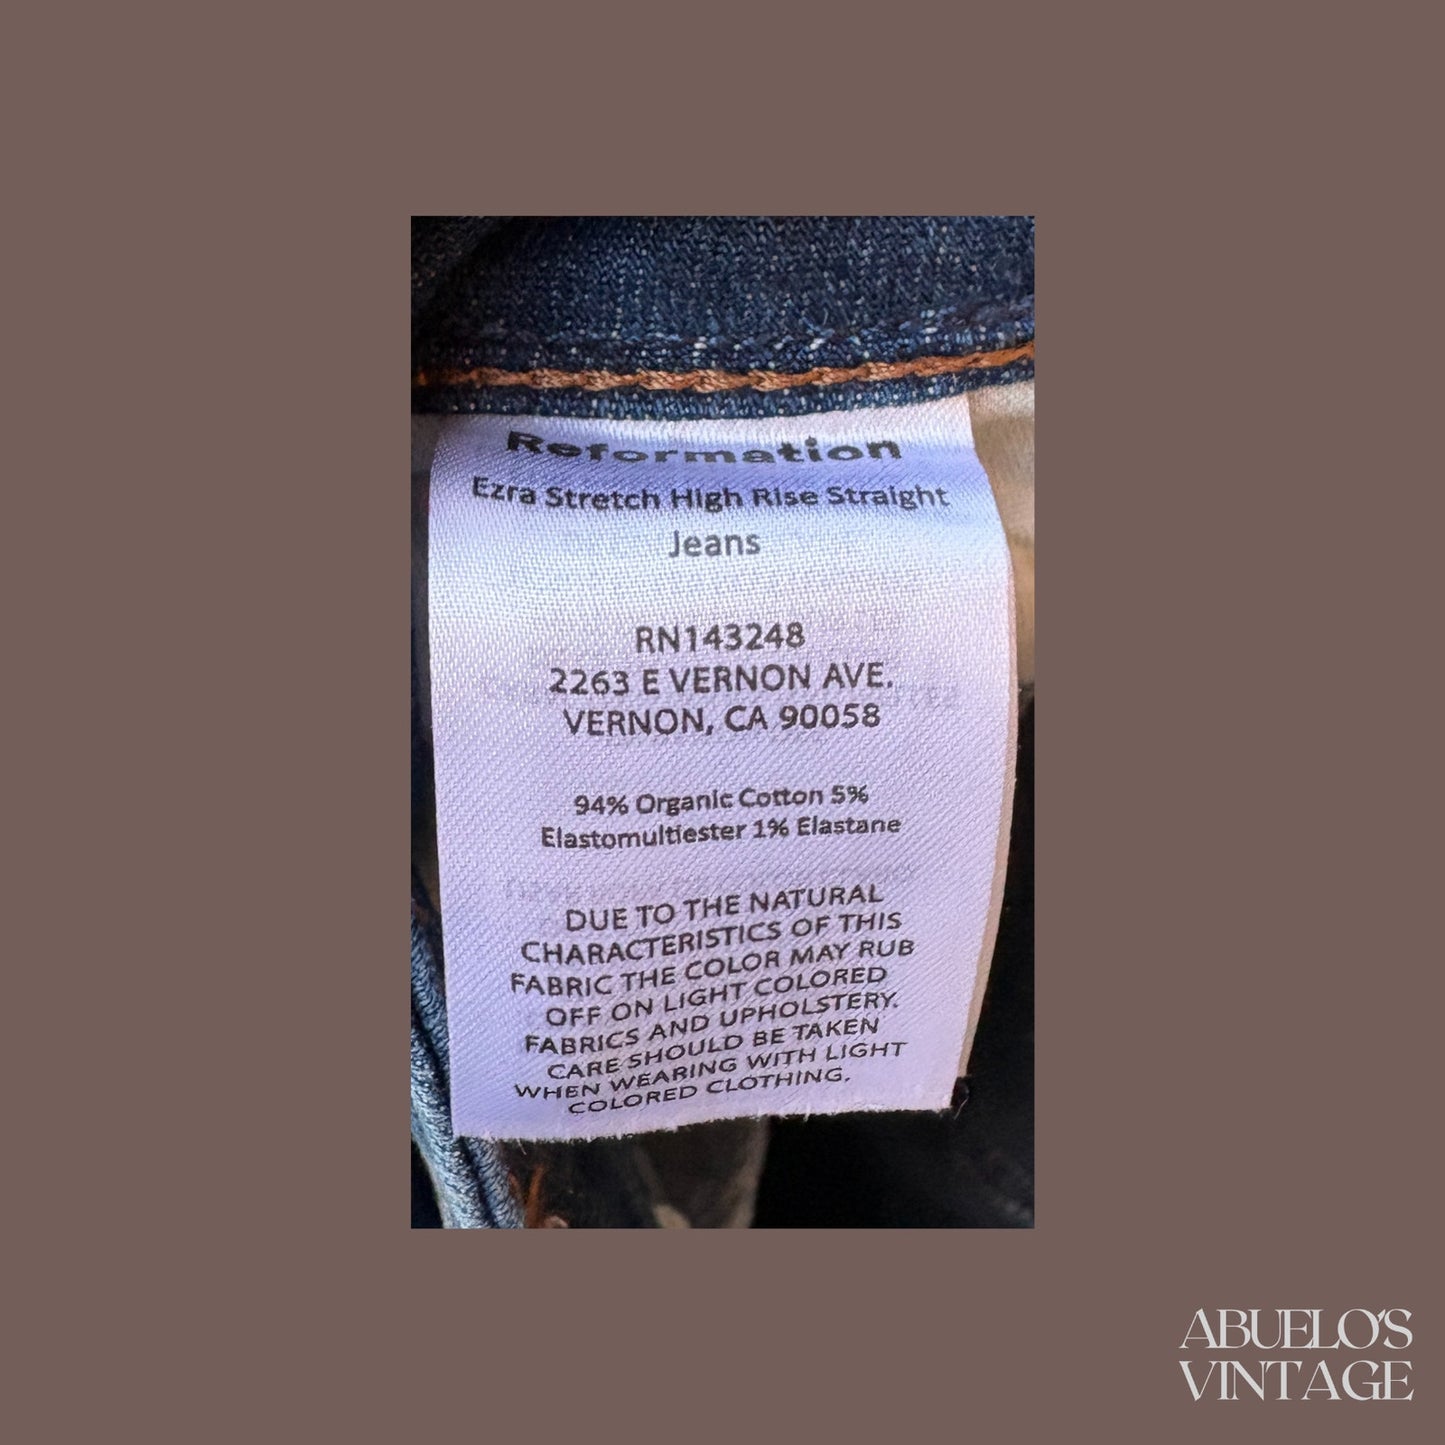 Reformation
Ezra Stretch High Rise Straight
Jeans
RN143248
2263 E VERNON AVE.
VERNON, CA 90058
94% Organic Cotton 5%
Elastomultiester 1% Elastane
DUE TO THE NATURAL
CHARACTERISTICS OF THIS
FABRIC THE COLOR MAY RUB
OFF ON LIGHT COLORED
FABRICS AND UPHOLSTERY.
CARE SHOULD BE TAKEN
WHEN WEARING WITH LIGHT
COLORED CLOTHING.
ABUELO'S
VINTAGE